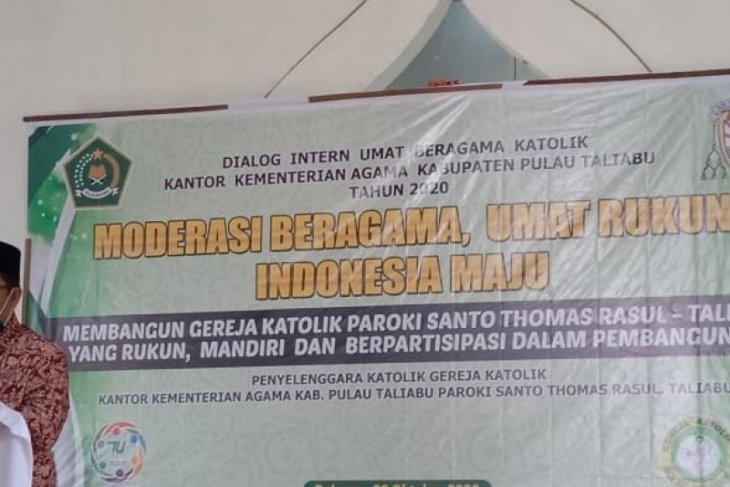 DIALOG INTERN UMAT BERAGAMA KATOLIK
KANTOR KEMENTERIAN AGAMA KABUPATEN PULAU TALIABU
TAHUN 2020
MODERASI BERAGAMA, UMAT RUKUN
INDONESIA MAJU
MEMBANGUN GEREJA KATOLIK PAROKI SANTO THOMAS RASUL - TALI
YANG RUKUN, MANDIRI DAN BERPARTISIPASI DALAM PEMBANGUN
PENYELENGGARA KATOLIK GEREJA KATOLIK
KANTOR KEMENTERIAN AGAMA KAB. PULAU TALIABU PAROKI SANTO THOMAS RASUL, TALIABU